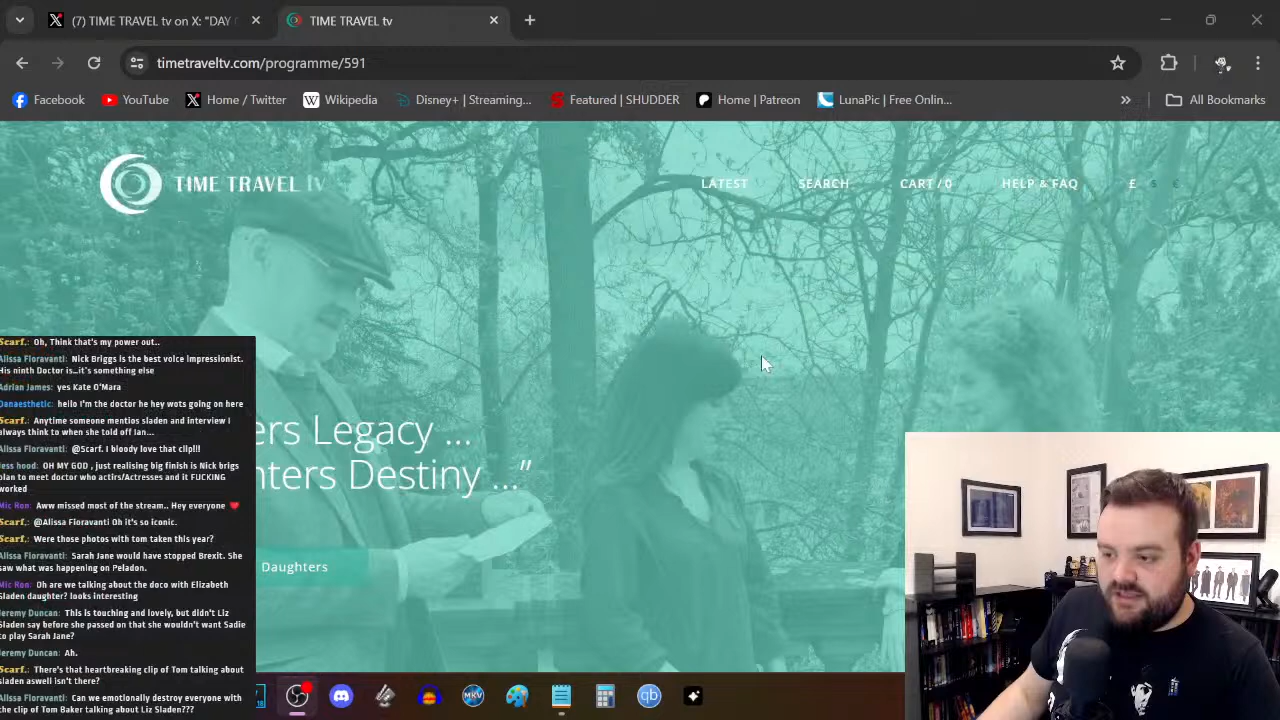 (7) TIME TRAVEL tv on X: "DAY
TIME TRAVEL tv
timetraveltv.com/programme/591
Facebook
YouTube
Home / Twitter
Wikipedia
Disney+ | Streaming...
Featured | SHUDDER
Home | Patreon
LunaPic | Free Onlin...
All Bookmarks
TIME TRAVEL tv
LATEST
SEARCH
CART / 0
HELP & FAQ
£ $ €
ers Legacy ...
hters Destiny ..."
Daughters
Scarf.: Oh, Think that's my power out..
Alissa Fioravanti: Nick Briggs is the best voice impressionist.
His ninth Doctor is..it's something else
Adrian James: yes Kate O'Mara
Danaesthetic: hello I'm the doctor he hey wots going on here
Scarf.: Anytime someone mentios sladen and interview I
always think to when she told off Ian...
Alissa Fioravanti: @Scarf. I bloody love that clip!!!
Jess hood: OH MY GOD , just realising big finish is Nick brigs
plan to meet doctor who actirs/Actresses and it FUCKING
worked
Mic Ron: Aww missed most of the stream.. Hey everyone
Scarf.: @Alissa Fioravanti Oh it's so iconic.
Scarf.: Were those photos with tom taken this year?
Alissa Fioravanti: Sarah Jane would have stopped Brexit. She
saw what was happening on Peladon.
Mic Ron: Oh are we talking about the doco with Elizabeth
Sladen daughter? looks interesting
Jeremy Duncan: This is touching and lovely, but didn't Liz
Sladen say before she passed on that she wouldn't want Sadie
to play Sarah Jane?
Jeremy Duncan: Ah.
Scarf.: There's that heartbreaking clip of Tom talking about
sladen aswell isn't there?
Alissa Fioravanti: Can we emotionally destroy everyone with
the clip of Tom Baker talking about Liz Sladen???
MKV
qb